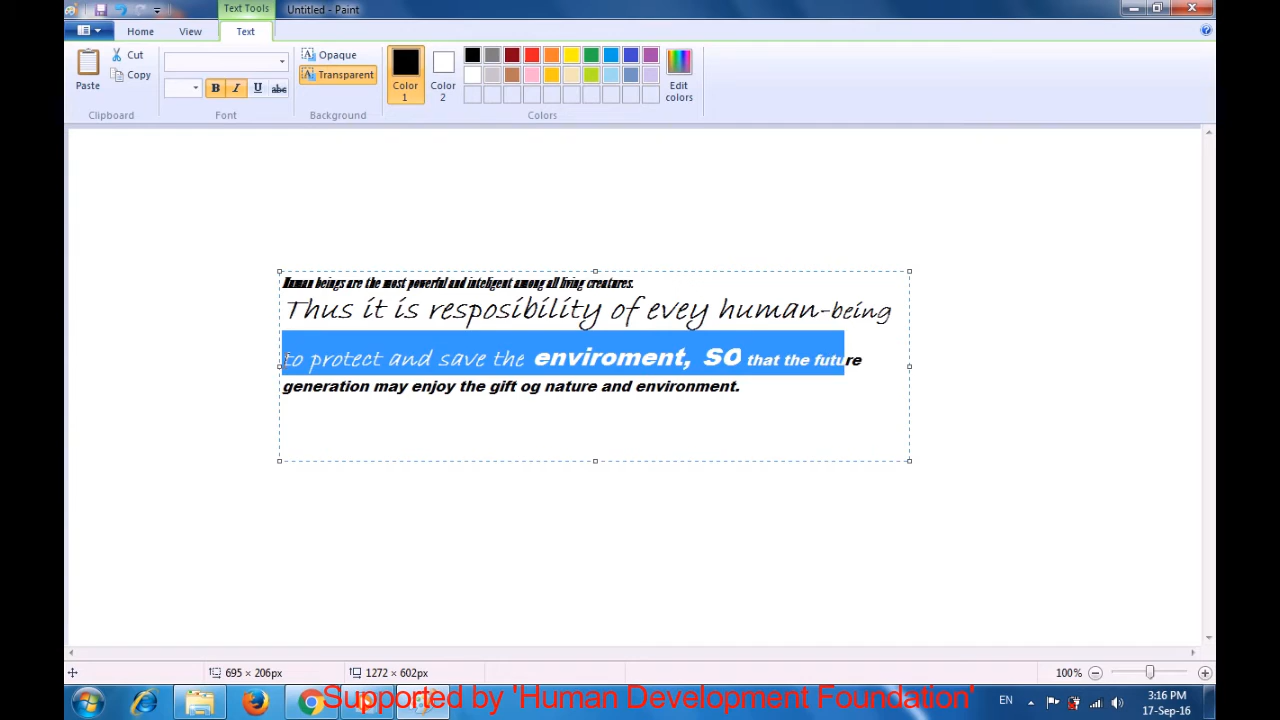 Text Tools
Untitled - Paint
Home
View
Text
Paste
Cut
Copy
Clipboard
B
I
U
abc
Font
Opaque
Transparent
Background
Color
1
Color
2
Edit
colors
Colors
Human beings are the most powerful and inteligent among all living creatures.
Thus it is resposibility of evey human-being
to protect and save the enviroment, SO that the future
generation may enjoy the gift og nature and environment.
695 × 206px
1272 × 602px
100%
Supported by 'Human Development Foundation'
EN
3:16 PM
17-Sep-16